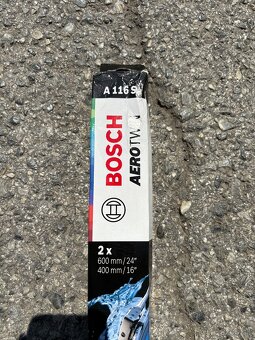 A 116 S
BOSCH
AEROTWIN
2 x
600 mm / 24"
400 mm / 16"